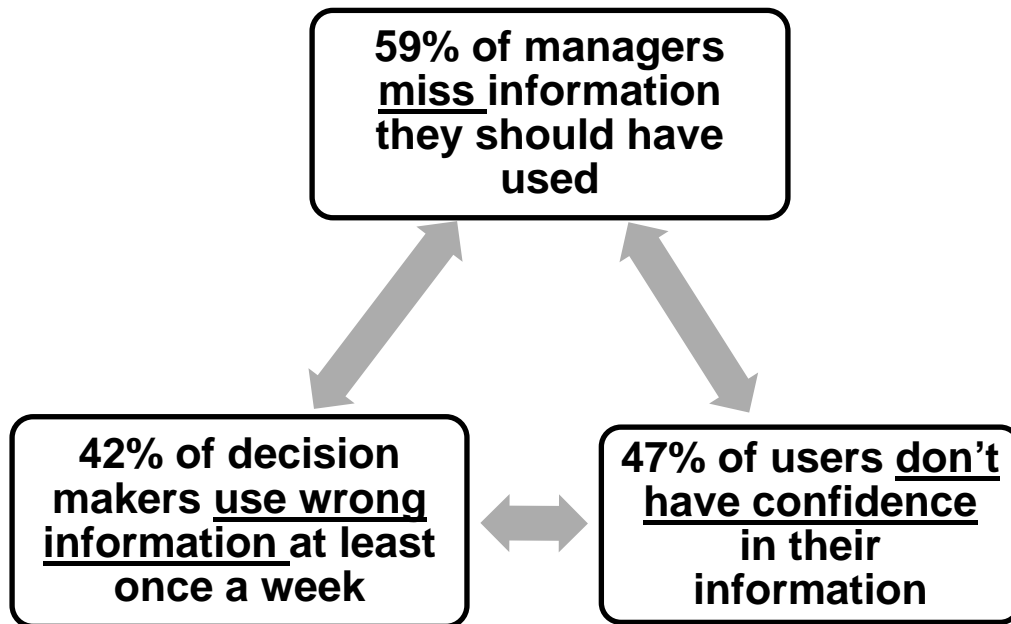 59% of managers
miss information
they should have
used
42% of decision
makers use wrong
information at least
once a week
47% of users don’t
have confidence
in their
information